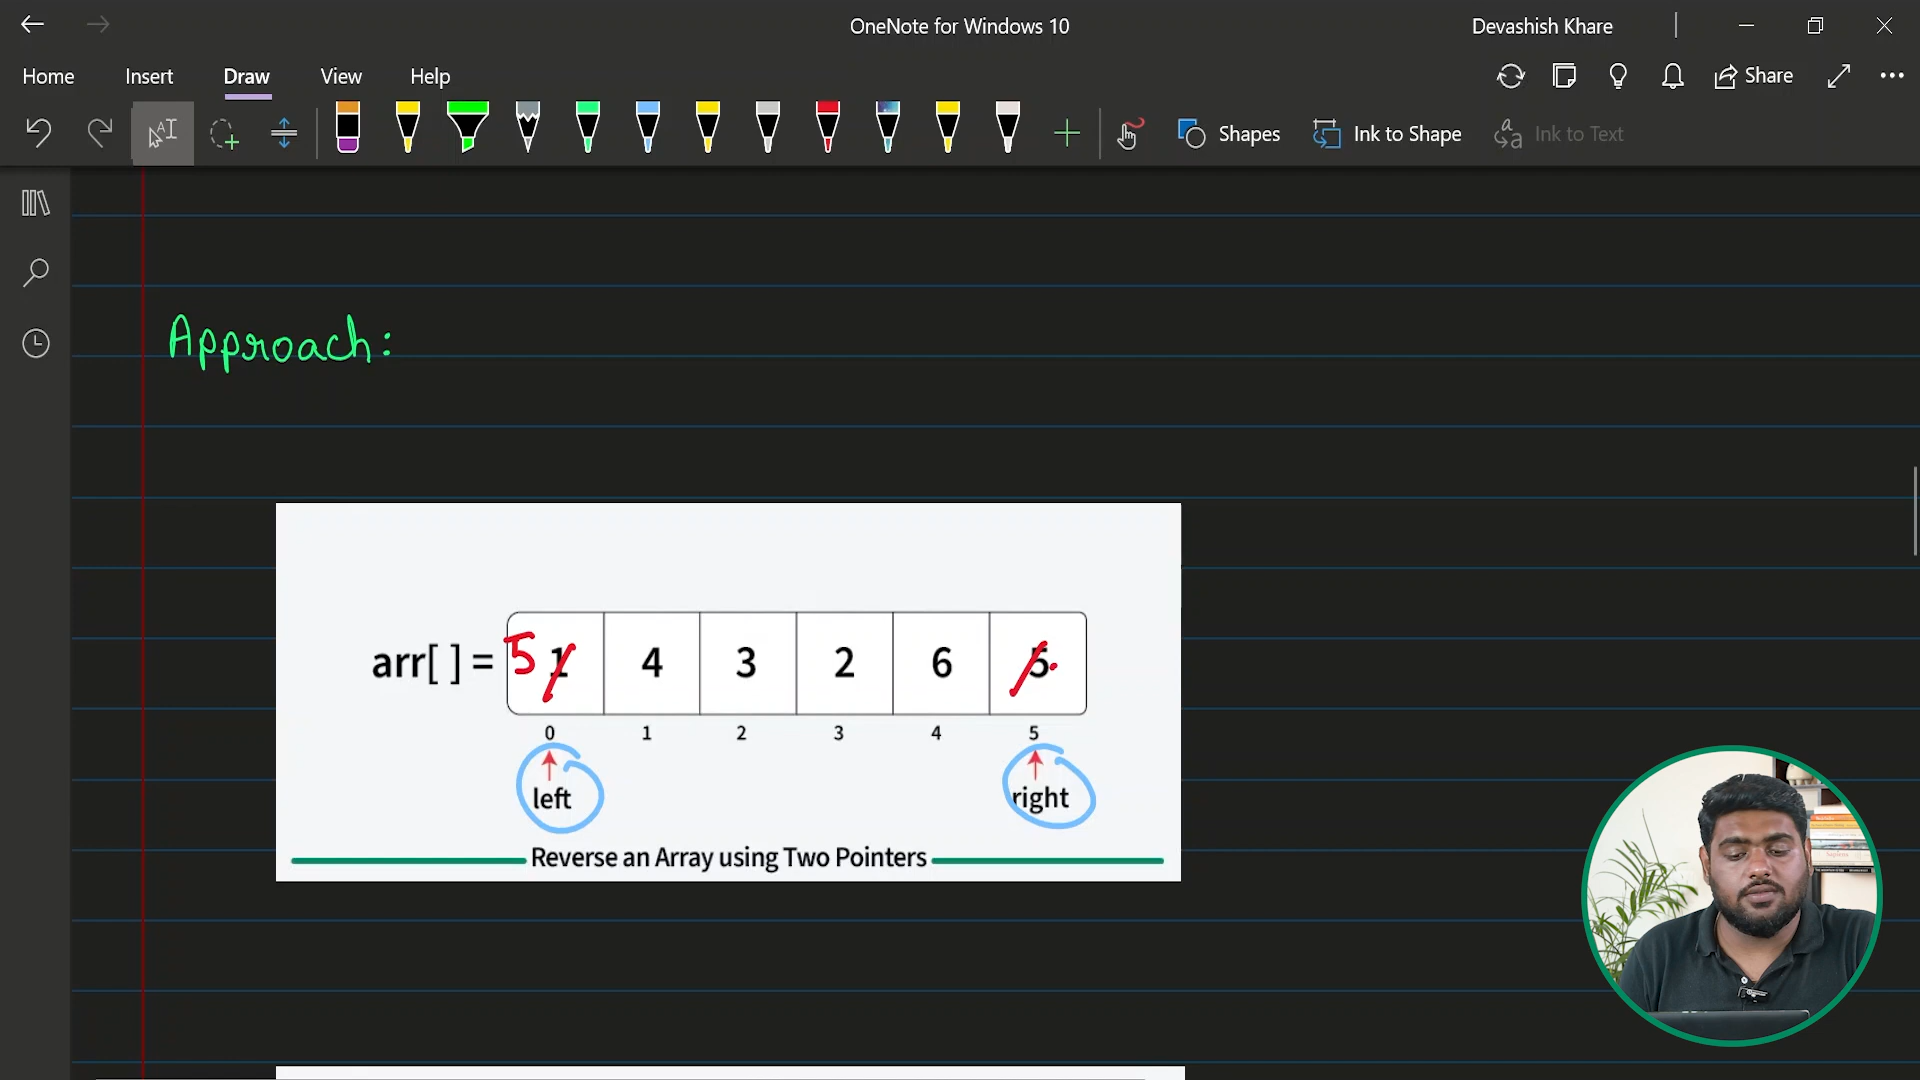 OneNote for Windows 10
Devashish Khare
Home Insert Draw View Help
Share
Shapes
Ink to Shape
Ink to Text
Approach:
arr[ ] = 5 1 4 3 2 6 5
0 1 2 3 4 5
left right
Reverse an Array using Two Pointers